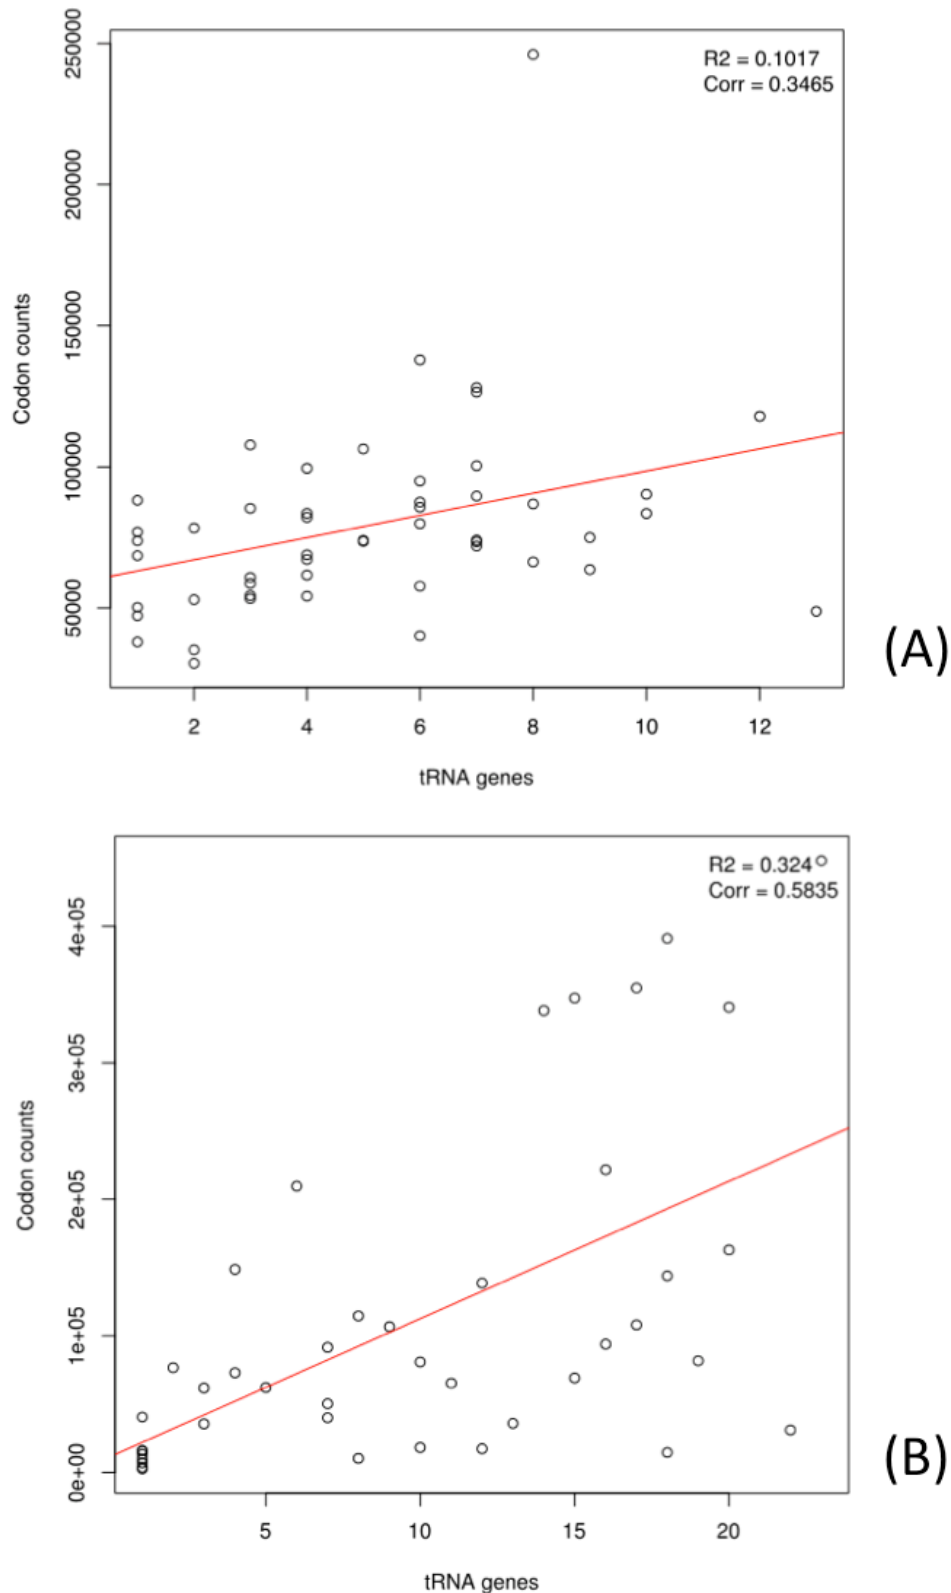 250000
200000
150000
100000
50000
Codon counts
R2 = 0.1017
Corr = 0.3465
2 4 6 8 10 12
tRNA genes
(A)
4e+05
3e+05
2e+05
1e+05
0e+00
Codon counts
R2 = 0.324
Corr = 0.5835
5 10 15 20
tRNA genes
(B)